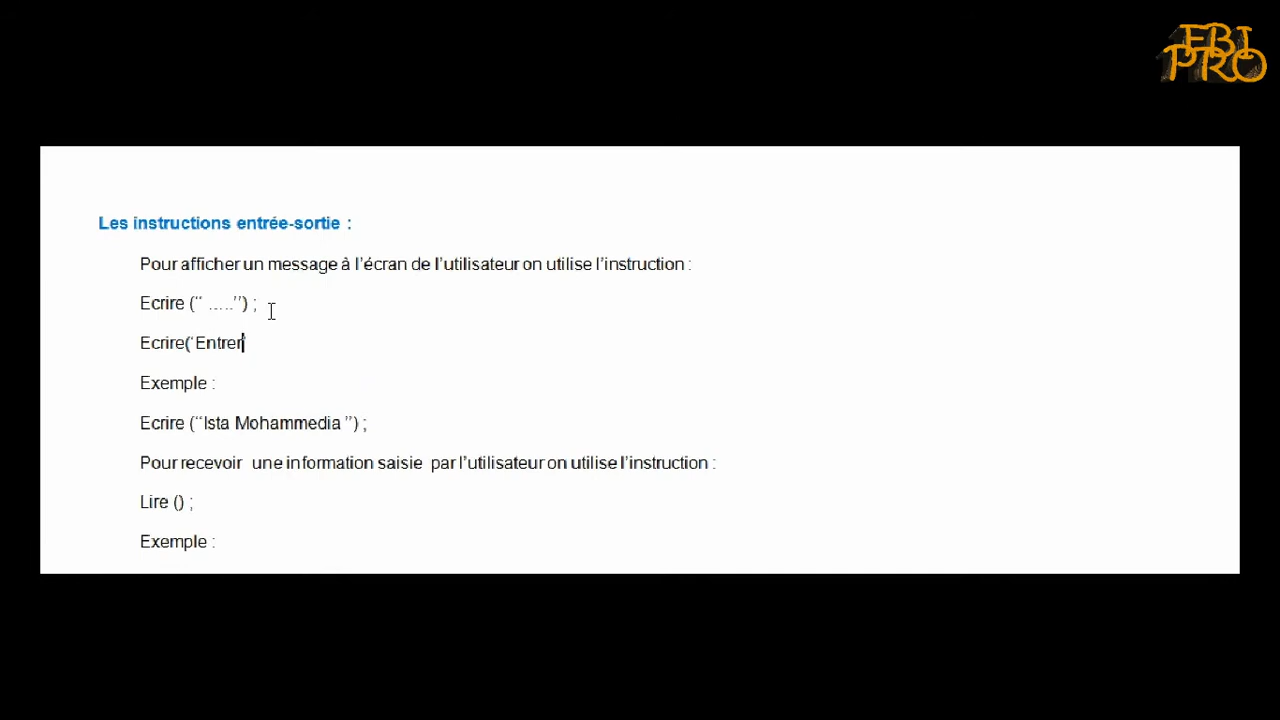 FBI
PRO
Les instructions entrée-sortie :
Pour afficher un message à l’écran de l’utilisateur on utilise l’instruction :
Ecrire (‘‘ …..’’) ;
Ecrire(‘Entrer’
Exemple :
Ecrire (‘‘Ista Mohammedia ’’) ;
Pour recevoir une information saisie par l’utilisateur on utilise l’instruction :
Lire () ;
Exemple :